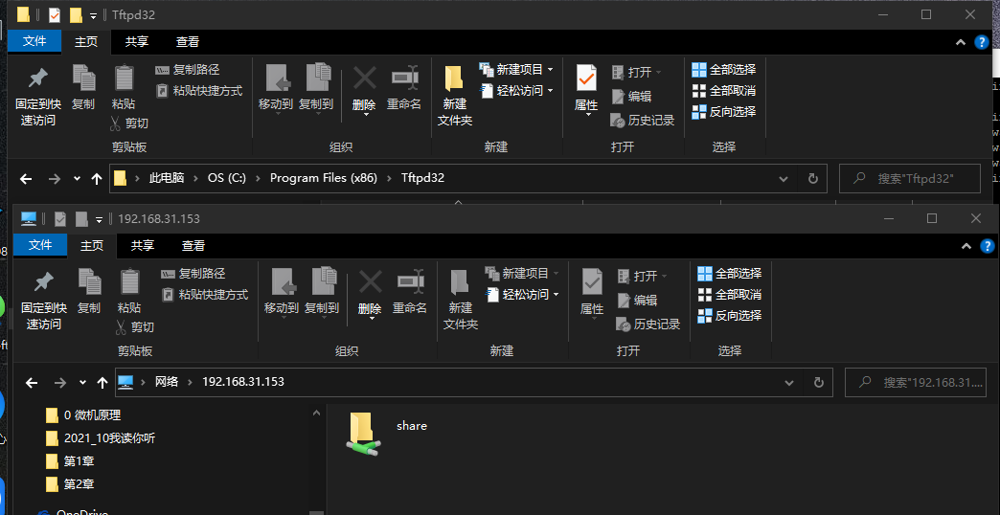 Tftpd32
文件 主页 共享 查看
固定到快速访问 复制 粘贴 复制路径 粘贴快捷方式 剪切
移动到 复制到 删除 重命名
新建文件夹 新建项目 轻松访问
属性 打开 编辑 历史记录
全部选择 全部取消 反向选择
剪贴板 组织 新建 打开 选择
此电脑 OS (C:) Program Files (x86) Tftpd32 搜索"Tftpd32"
192.168.31.153
文件 主页 共享 查看
固定到快速访问 复制 粘贴 复制路径 粘贴快捷方式 剪切
移动到 复制到 删除 重命名
新建文件夹 新建项目 轻松访问
属性 打开 编辑 历史记录
全部选择 全部取消 反向选择
剪贴板 组织 新建 打开 选择
网络 192.168.31.153 搜索"192.168.31....
0 微机原理
share
2021_10我读你听
第1章
第2章
OneDrive